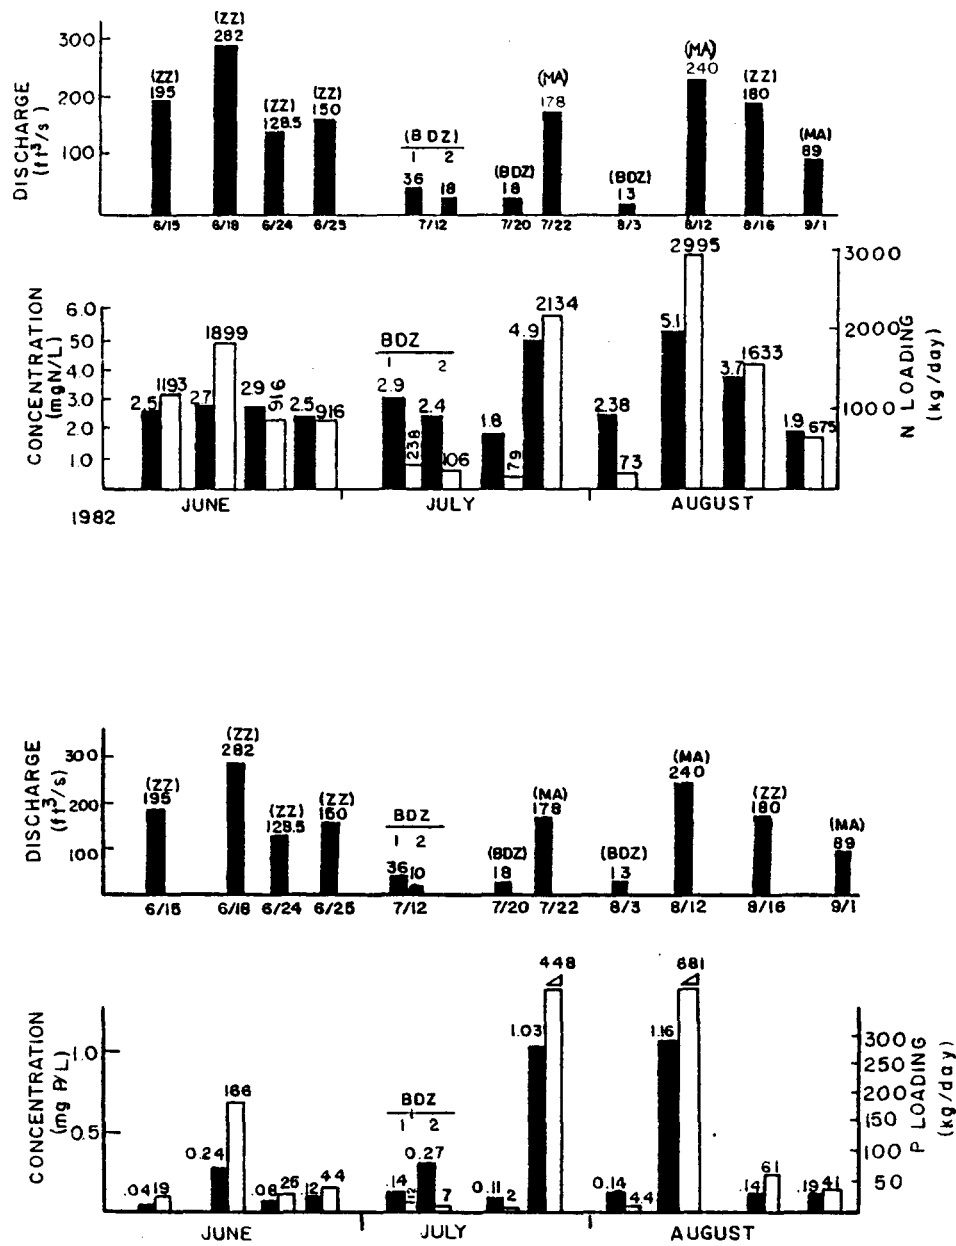 (ZZ)
282
(ZZ)
195
(ZZ)
128.5
(ZZ)
150
(BDZ)
1 2
36 18
(BDZ)
18
(MA)
178
(BDZ)
13
(MA)
240
(ZZ)
180
(MA)
89
300
200
100
DISCHARGE
(ft³/s)
6/15 6/18 6/24 6/25 7/12 7/20 7/22 8/3 8/12 8/16 9/1
CONCENTRATION
(mgN/L)
6.0
5.0
4.0
3.0
2.0
1.0
2.5 1193 2.7 1899 2.9 916 2.5 916
BDZ
1 2
2.9 238 2.4 106 1.8 79 4.9 2134
2.38 73 5.1 2995 3.7 1633 1.9 675
3000
2000
1000
N LOADING
(kg/day)
JUNE JULY AUGUST
1982
DISCHARGE
(ft³/s)
300
200
100
(ZZ)
195
(ZZ)
282
(ZZ)
128.5
(ZZ)
150
BDZ
1 2
36 10
(BDZ)
18
(MA)
178
(BDZ)
13
(MA)
240
(ZZ)
180
(MA)
89
6/15 6/18 6/24 6/25 7/12 7/20 7/22 8/3 8/12 8/16 9/1
CONCENTRATION
(mg P/L)
1.0
0.5
.04 19 0.24 166 .08 26 .12 44
BDZ
1 2
.14 0.27 7 0.11 2 1.03 448
0.14 4.4 1.16 681 .14 61 .19 41
300
250
200
150
100
50
P LOADING
(kg/day)
JUNE JULY AUGUST